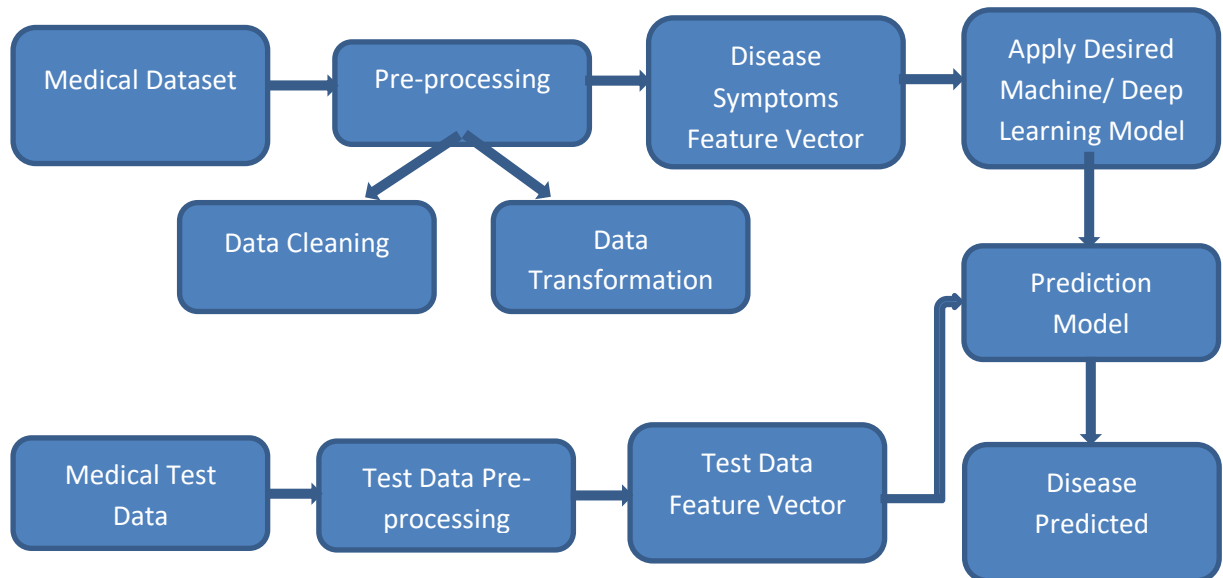 Medical Dataset
Pre-processing
Disease
Symptoms
Feature Vector
Apply Desired
Machine/ Deep
Learning Model
Data Cleaning
Data
Transformation
Prediction
Model
Medical Test
Data
Test Data Pre-
processing
Test Data
Feature Vector
Disease
Predicted